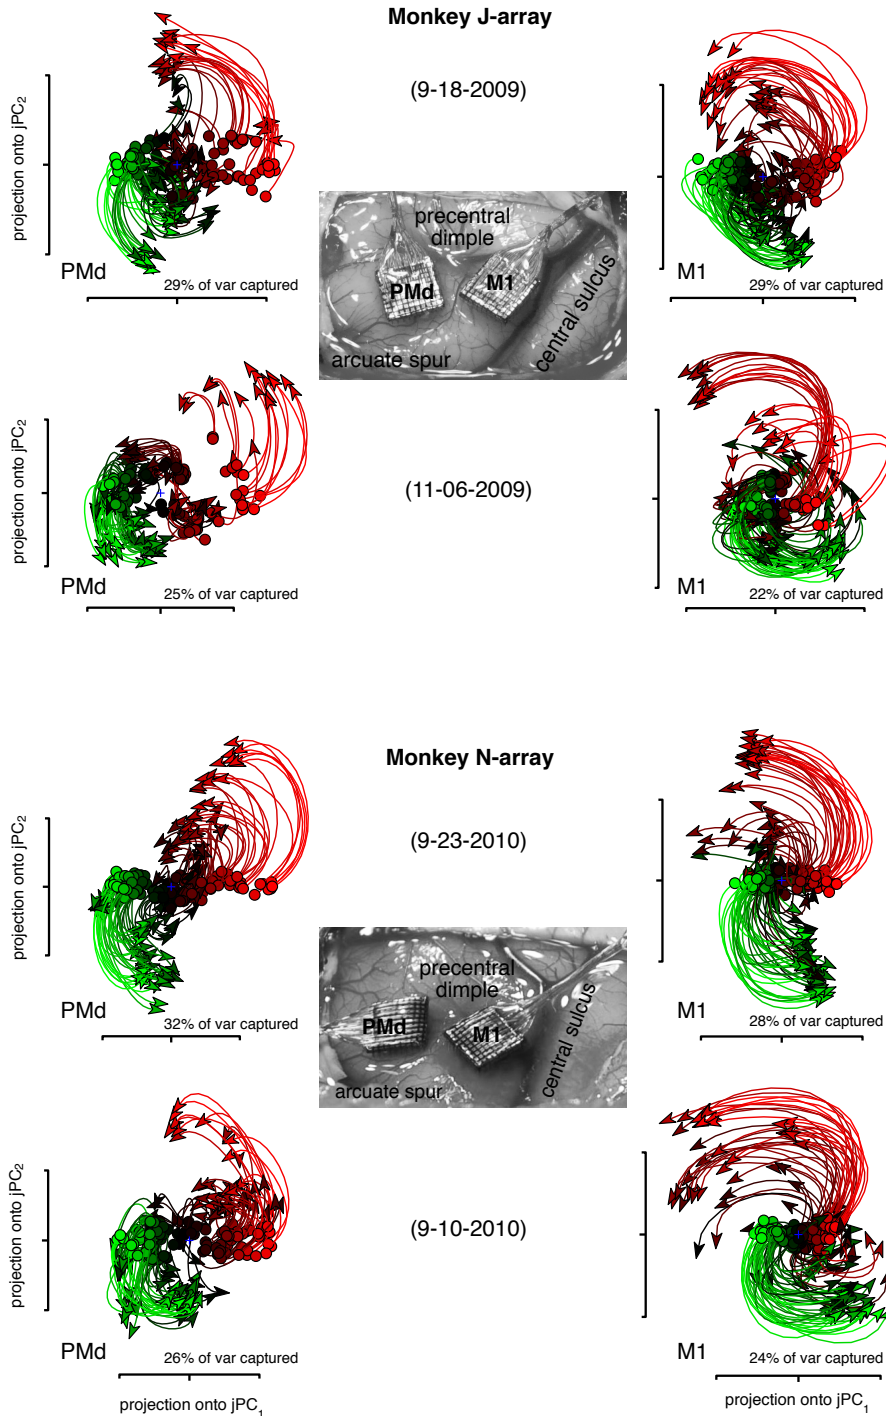 Monkey J-array
(9-18-2009)
projection onto jPC2
PMd
29% of var captured
precentral
dimple
PMd
M1
central sulcus
arcuate spur
M1
29% of var captured
projection onto jPC2
PMd
25% of var captured
(11-06-2009)
M1
22% of var captured
Monkey N-array
(9-23-2010)
projection onto jPC2
PMd
32% of var captured
precentral
dimple
PMd
M1
central sulcus
arcuate spur
M1
28% of var captured
projection onto jPC2
PMd
26% of var captured
projection onto jPC1
(9-10-2010)
M1
24% of var captured
projection onto jPC1